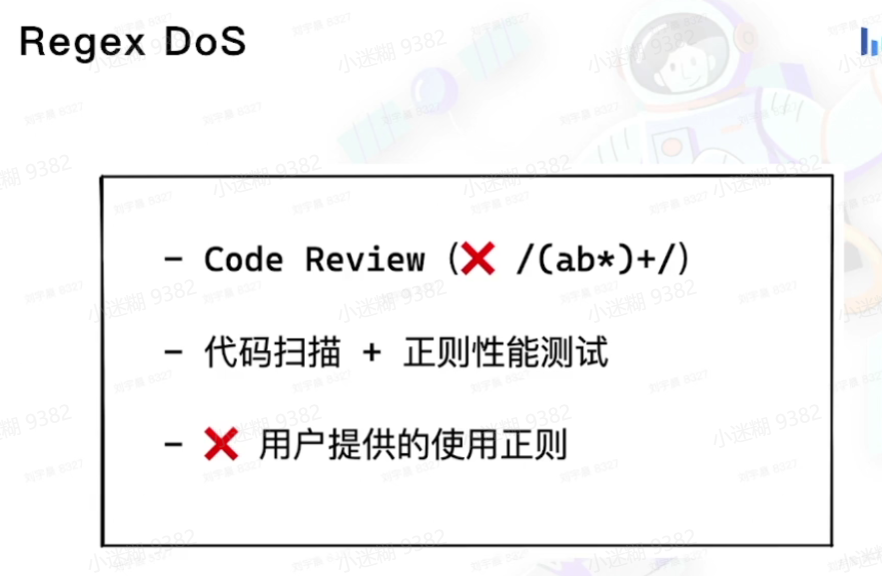 Regex DoS
- Code Review (❌ /(ab*)+/)
- 代码扫描 + 正则性能测试
- ❌ 用户提供的使用正则
小迷糊 9382